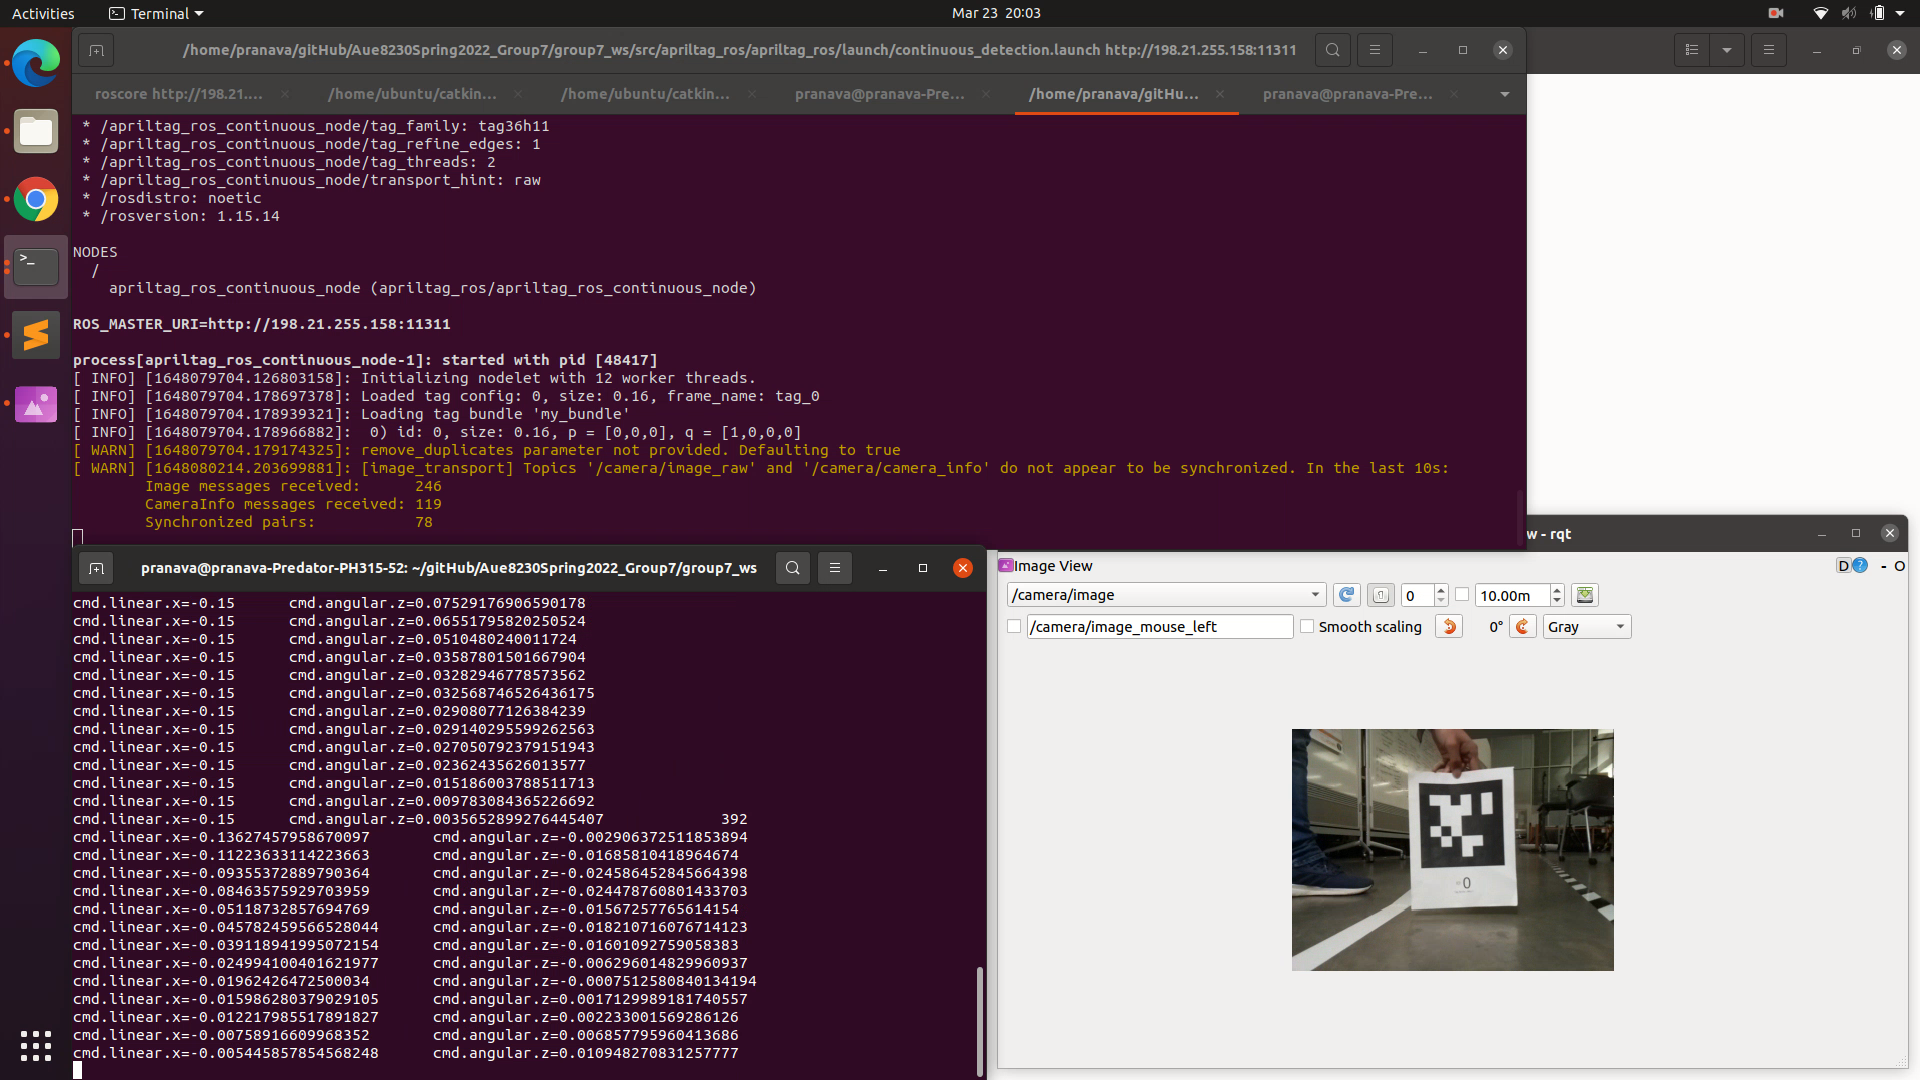 Activities Terminal Mar 23 20:03
/home/pranava/gitHub/Aue8230Spring2022_Group7/group7_ws/src/apriltag_ros/apriltag_ros/launch/continuous_detection.launch http://198.21.255.158:11311
roscore http://198.21.... /home/ubuntu/catkin... /home/ubuntu/catkin... pranava@pranava-Pre... /home/pranava/gitHu... pranava@pranava-Pre...
* /apriltag_ros_continuous_node/tag_family: tag36h11
* /apriltag_ros_continuous_node/tag_refine_edges: 1
* /apriltag_ros_continuous_node/tag_threads: 2
* /apriltag_ros_continuous_node/transport_hint: raw
* /rosdistro: noetic
* /rosversion: 1.15.14
NODES
/
apriltag_ros_continuous_node (apriltag_ros/apriltag_ros_continuous_node)
ROS_MASTER_URI=http://198.21.255.158:11311
process[apriltag_ros_continuous_node-1]: started with pid [48417]
[ INFO] [1648079704.126803158]: Initializing nodelet with 12 worker threads.
[ INFO] [1648079704.178697378]: Loaded tag config: 0, size: 0.16, frame_name: tag_0
[ INFO] [1648079704.178939321]: Loading tag bundle 'my_bundle'
[ INFO] [1648079704.178966882]:  0) id: 0, size: 0.16, p = [0,0,0], q = [1,0,0,0]
[ WARN] [1648079704.179174325]: remove_duplicates parameter not provided. Defaulting to true
[ WARN] [1648080214.203699881]: [image_transport] Topics '/camera/image_raw' and '/camera/camera_info' do not appear to be synchronized. In the last 10s:
Image messages received: 246
CameraInfo messages received: 119
Synchronized pairs: 78
pranava@pranava-Predator-PH315-52: ~/gitHub/Aue8230Spring2022_Group7/group7_ws
cmd.linear.x=-0.15 cmd.angular.z=0.07529176906590178
cmd.linear.x=-0.15 cmd.angular.z=0.06551795820250524
cmd.linear.x=-0.15 cmd.angular.z=0.0510480240011724
cmd.linear.x=-0.15 cmd.angular.z=0.03587801501667904
cmd.linear.x=-0.15 cmd.angular.z=0.03282946778573562
cmd.linear.x=-0.15 cmd.angular.z=0.032568746526436175
cmd.linear.x=-0.15 cmd.angular.z=0.02908077126384239
cmd.linear.x=-0.15 cmd.angular.z=0.029140295599262563
cmd.linear.x=-0.15 cmd.angular.z=0.027050792379151943
cmd.linear.x=-0.15 cmd.angular.z=0.02362435626013577
cmd.linear.x=-0.15 cmd.angular.z=0.015186003788511713
cmd.linear.x=-0.15 cmd.angular.z=0.009783084365226692
cmd.linear.x=-0.15 cmd.angular.z=0.0035652899276445407 392
cmd.linear.x=-0.13627457958670097 cmd.angular.z=-0.002906372511853894
cmd.linear.x=-0.11223633114223663 cmd.angular.z=-0.01685810418964674
cmd.linear.x=-0.09355372889790364 cmd.angular.z=-0.024586452845664398
cmd.linear.x=-0.08463575929703959 cmd.angular.z=-0.024478760801433703
cmd.linear.x=-0.05118732857694769 cmd.angular.z=-0.01567257765614154
cmd.linear.x=-0.045782459566528044 cmd.angular.z=-0.018210716076714123
cmd.linear.x=-0.039118941995072154 cmd.angular.z=-0.01601092759058383
cmd.linear.x=-0.024994100401621977 cmd.angular.z=-0.006296014829960937
cmd.linear.x=-0.01962426472500034 cmd.angular.z=-0.0007512580840134194
cmd.linear.x=-0.015986280379029105 cmd.angular.z=0.0017129989181740557
cmd.linear.x=-0.012217985517891827 cmd.angular.z=0.002233001569286126
cmd.linear.x=-0.00758916609968352 cmd.angular.z=0.006857795960413686
cmd.linear.x=-0.005445857854568248 cmd.angular.z=0.010948270831257777
w - rqt
Image View D ? - O
/camera/image 0 10.00m
/camera/image_mouse_left Smooth scaling 0° Gray
0